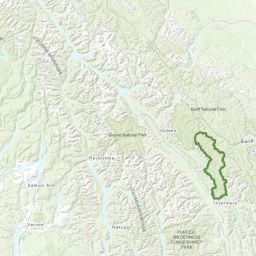 Banff National Park
Banff
Golden
Glacier National Park
Revelstoke
Salmon Arm
Invermere
Vernon
Nakusp
PURCELL
WILDERNESS
CONSERVANCY
PARK